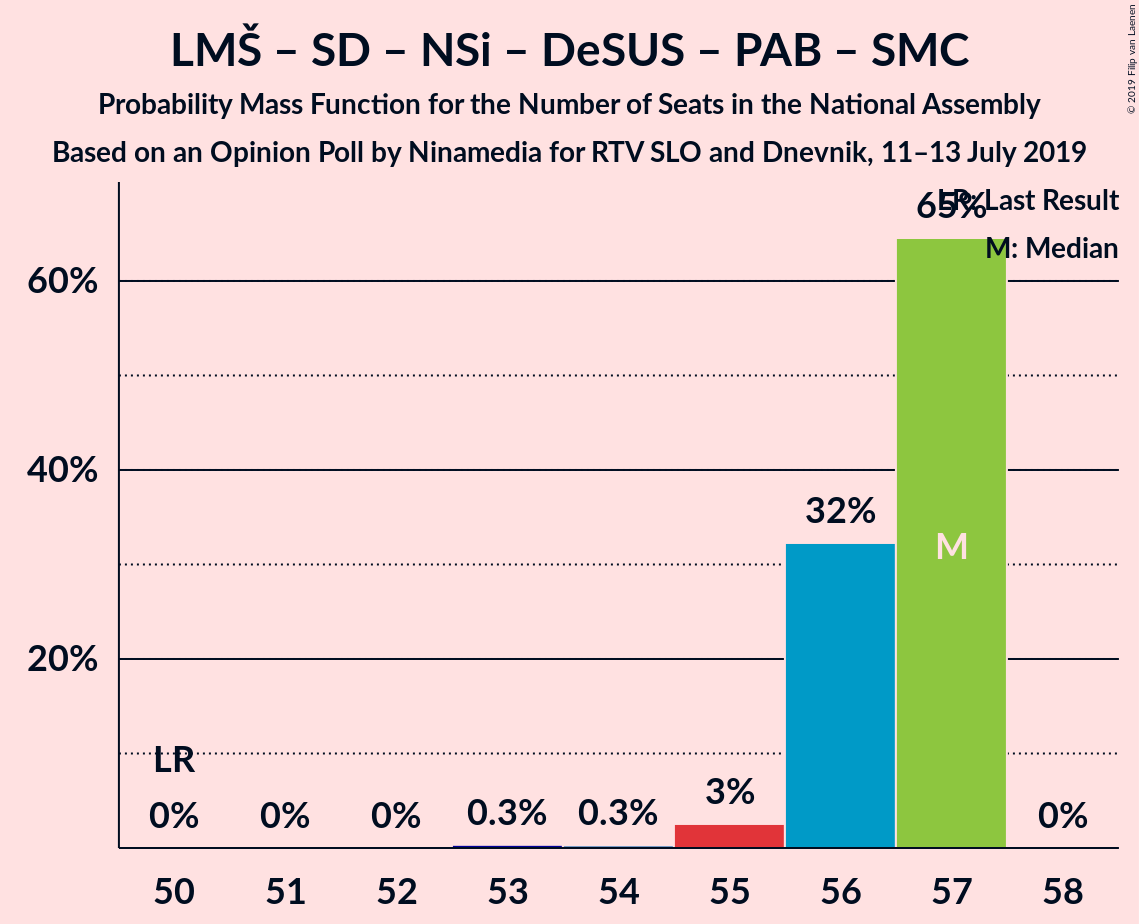 LMŠ – SD – NSi – DeSUS – PAB – SMC
Probability Mass Function for the Number of Seats in the National Assembly
Based on an Opinion Poll by Ninamedia for RTV SLO and Dnevnik, 11–13 July 2019
© 2019 Filip van Laenen
LR: Last Result
M: Median
65%
60%
40%
32%
M
20%
LR
0% 0% 0% 0.3% 0.3% 3% 0%
50 51 52 53 54 55 56 57 58